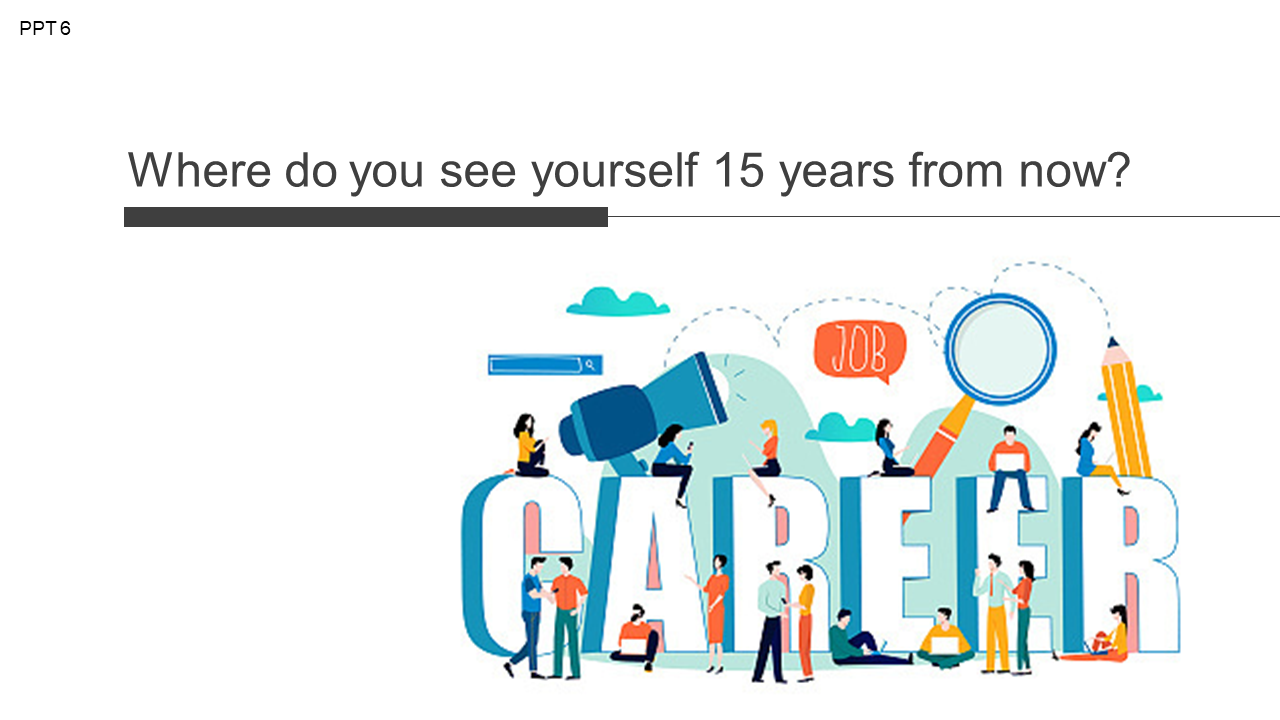 PPT 6
Where do you see yourself 15 years from now?
JOB
CAREER